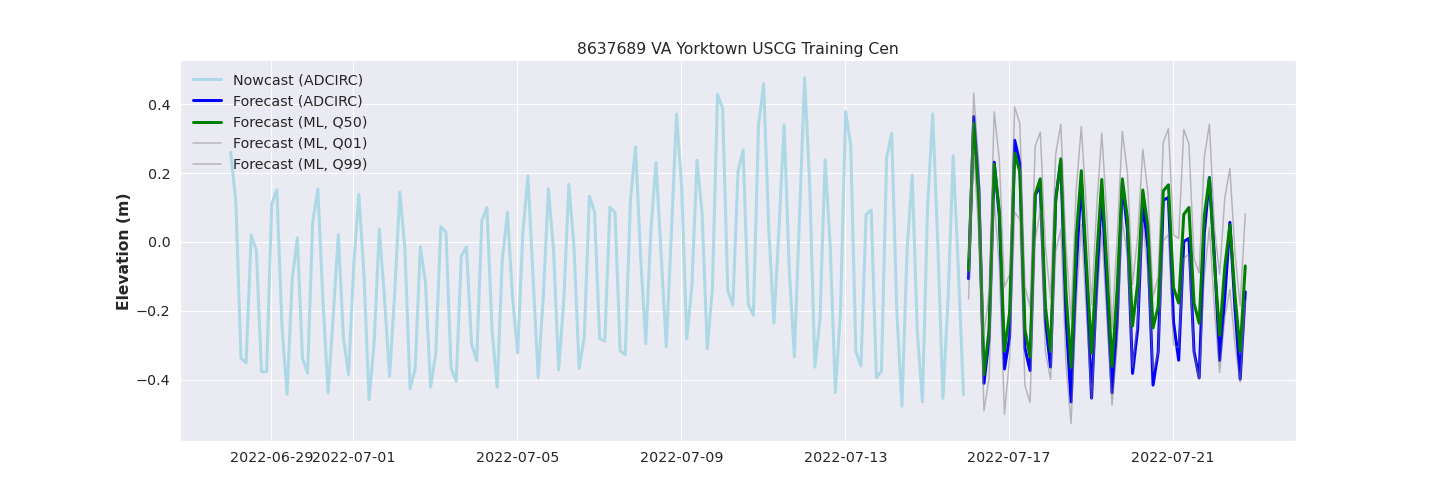 8637689 VA Yorktown USCG Training Cen
Nowcast (ADCIRC)
Forecast (ADCIRC)
Forecast (ML, Q50)
Forecast (ML, Q01)
Forecast (ML, Q99)
Elevation (m)
0.4
0.2
0.0
−0.2
−0.4
2022-06-29
2022-07-01
2022-07-05
2022-07-09
2022-07-13
2022-07-17
2022-07-21